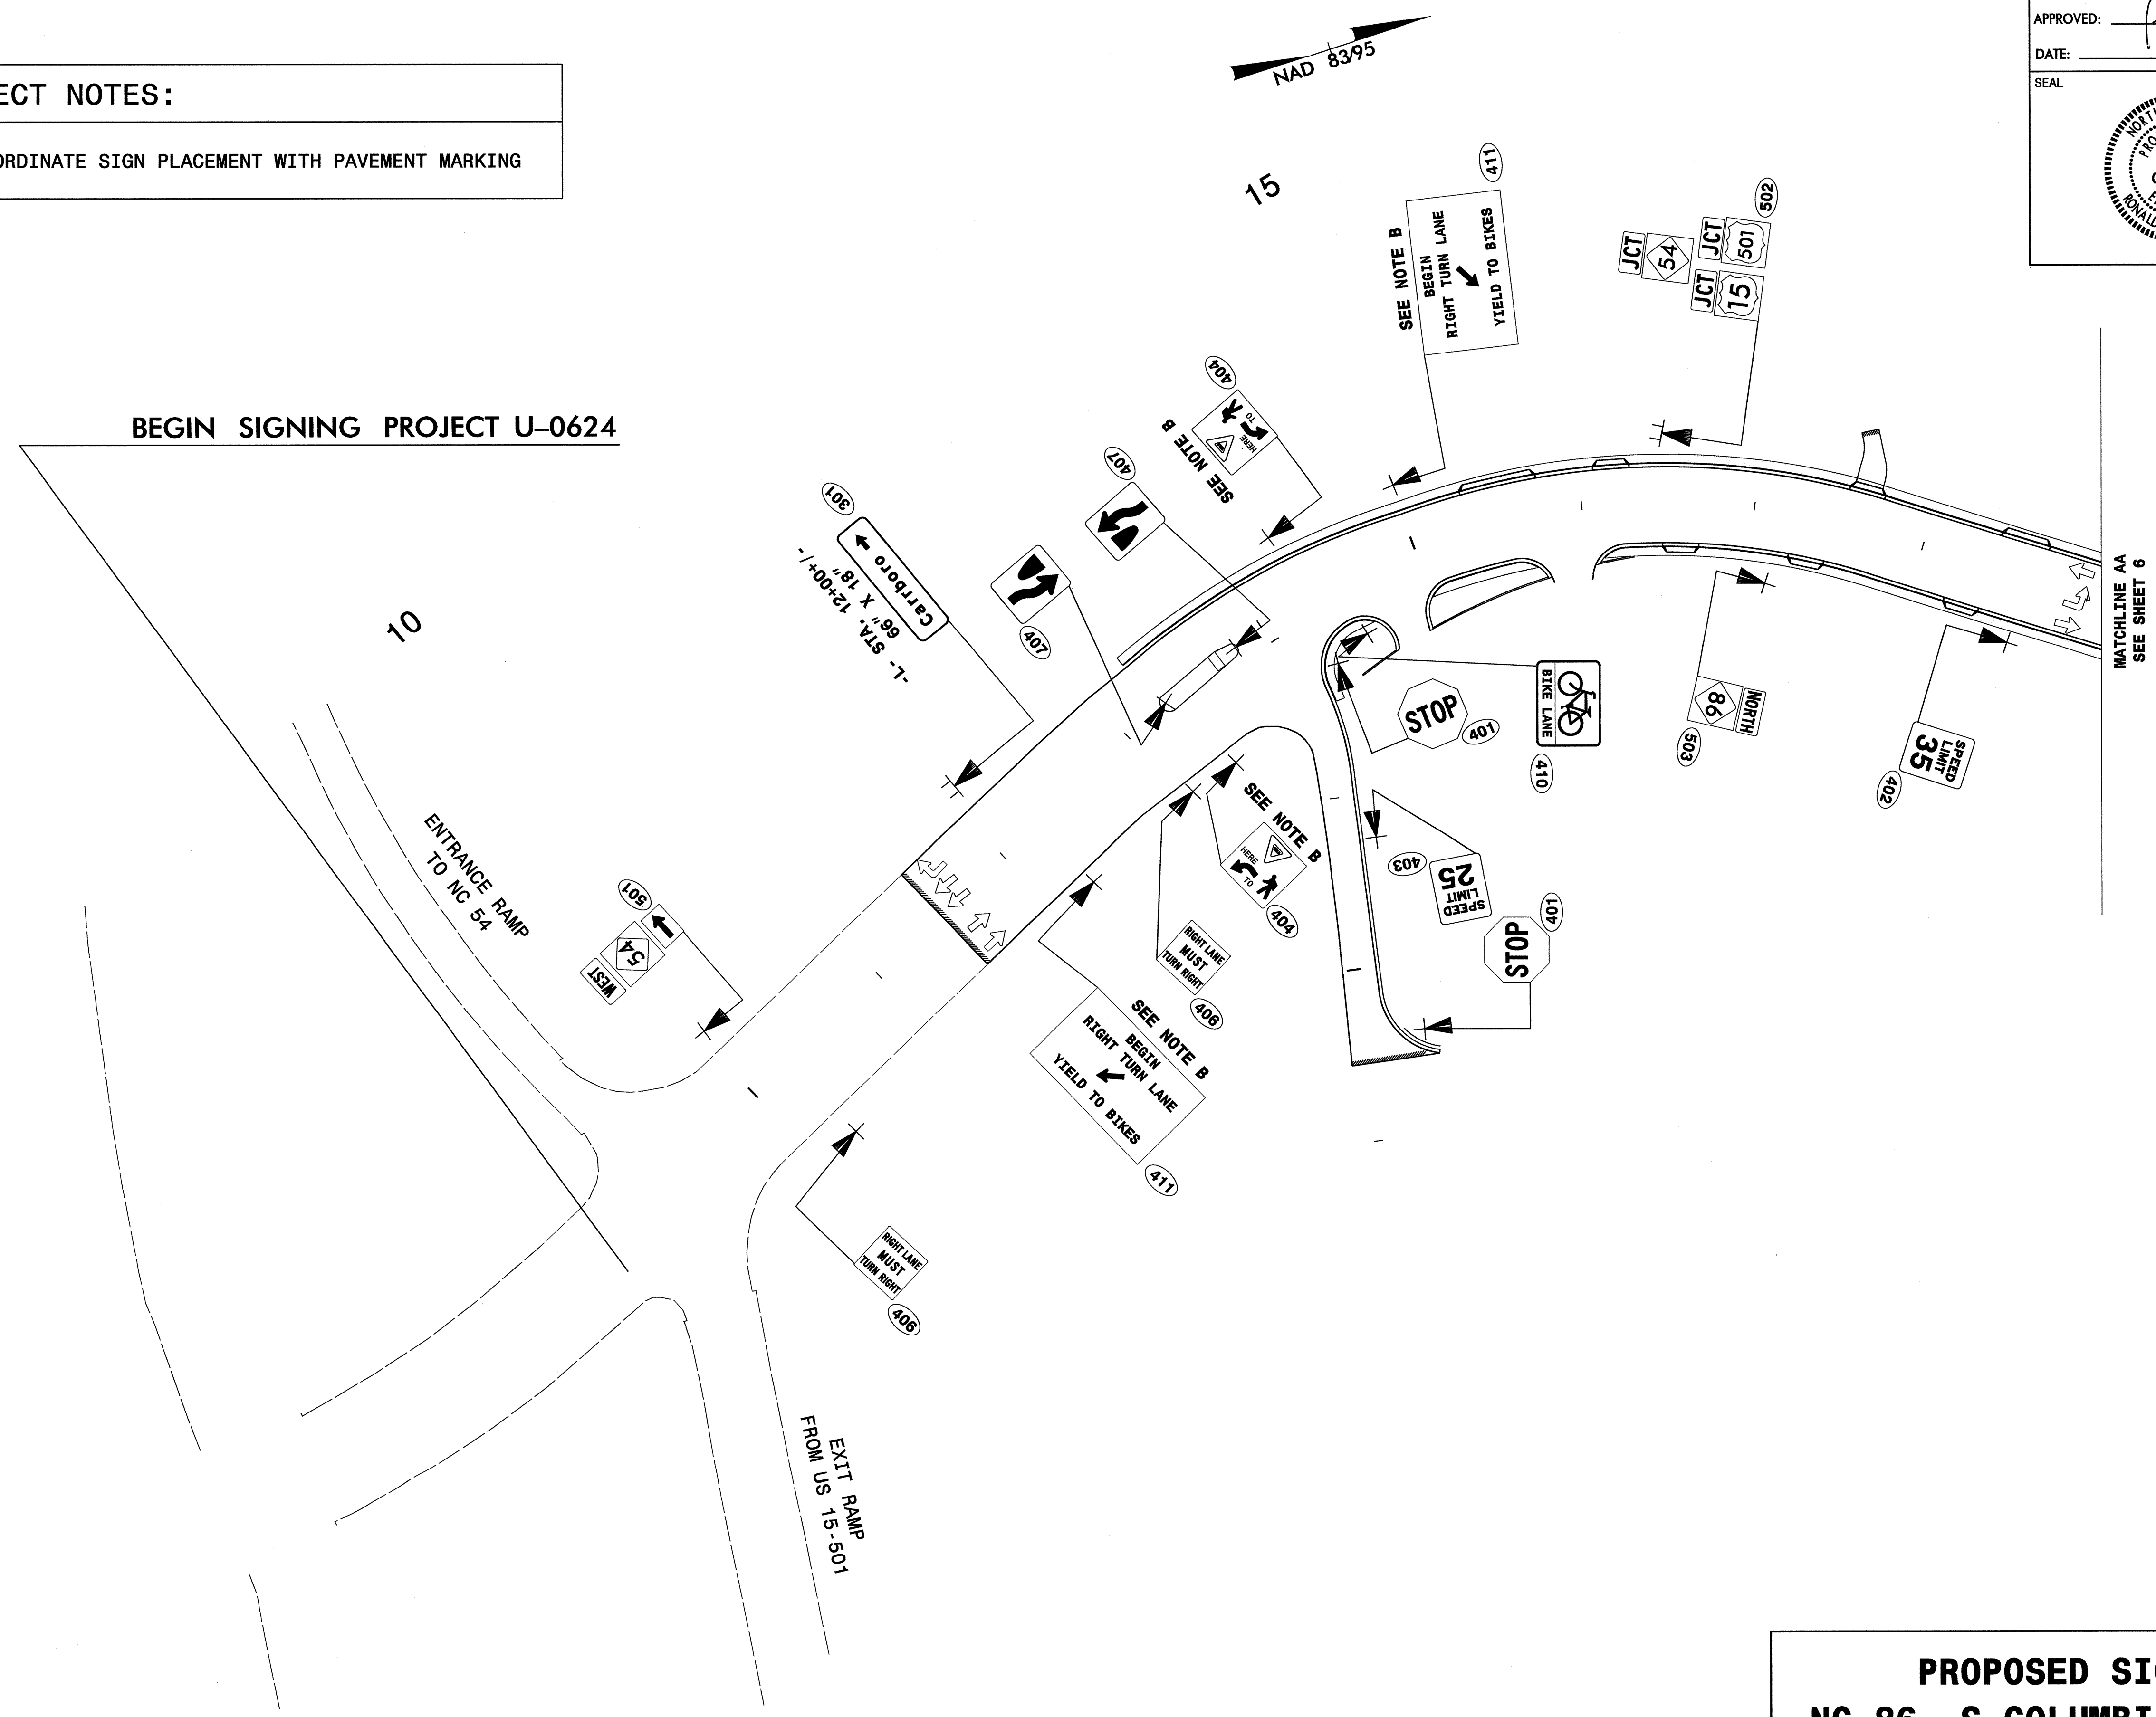 ECT NOTES:
ORDINATE SIGN PLACEMENT WITH PAVEMENT MARKING
NAD 83/95
APPROVED:
DATE:
SEAL
15
BEGIN SIGNING PROJECT U–0624
10
411
SEE NOTE B
BEGIN
RIGHT TURN LANE
YIELD TO BIKES
502
JCT
54
JCT
501
JCT
15
404
HERE
TO
SEE NOTE B
407
407
301
Carrboro
66" X 18"
-L- STA. 12+00+/-
MATCHLINE AA
SEE SHEET 6
STOP
401
BIKE LANE
410
NORTH
86
503
SPEED
LIMIT
35
402
SEE NOTE B
HERE
TO
404
403
SPEED
LIMIT
25
401
STOP
RIGHT LANE
MUST
TURN RIGHT
406
SEE NOTE B
BEGIN
RIGHT TURN LANE
YIELD TO BIKES
411
ENTRANCE RAMP
TO NC 54
501
WEST
54
RIGHT LANE
MUST
TURN RIGHT
406
EXIT RAMP
FROM US 15-501
PROPOSED SI
NC 86 S COLUMBI